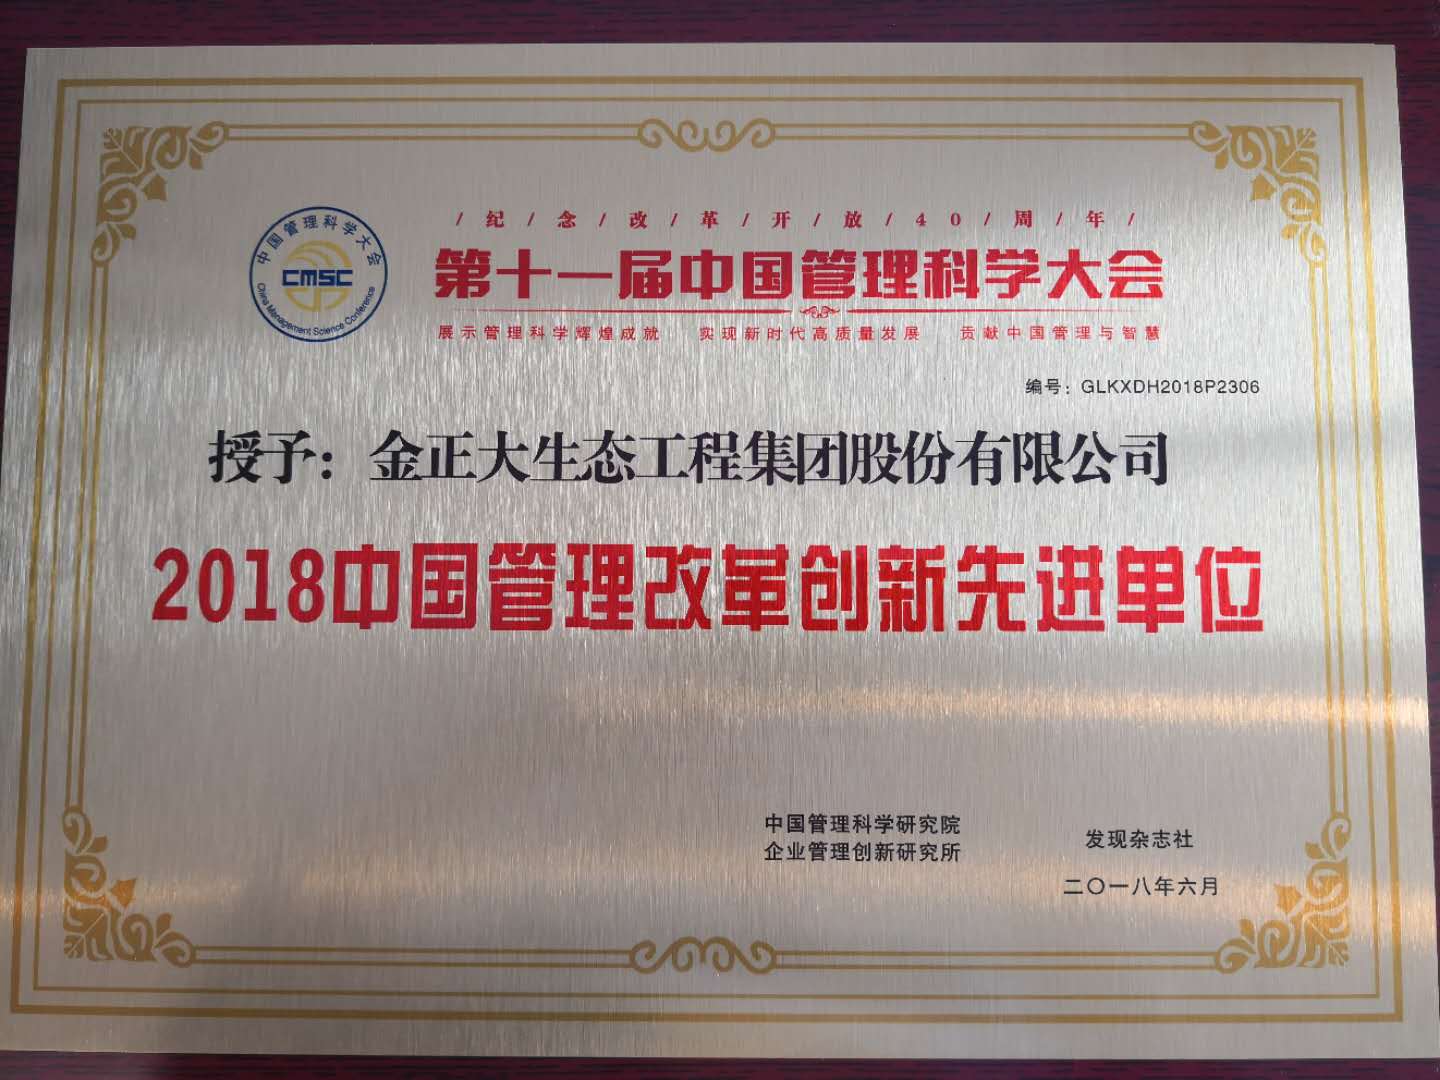 /纪/念/改/革/开/放/40/周/年/
中国管理科学大会
CMSC
China Management Science Conference
第十一届中国管理科学大会
展示管理科学辉煌成就 实现新时代高质量发展 贡献中国管理与智慧
编号：GLKXDH2018P2306
授予：金正大生态工程集团股份有限公司
2018中国管理改革创新先进单位
中国管理科学研究院
企业管理创新研究所
发现杂志社
二〇一八年六月